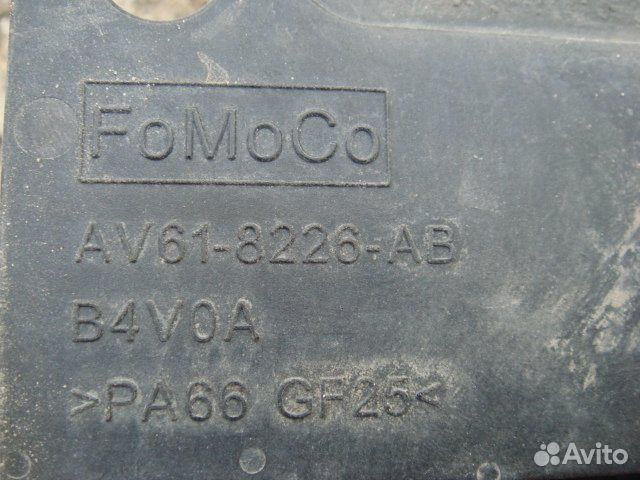 FoMoCo
AV61-8226-AB
B4V0A
>PA66 GF25<
Avito